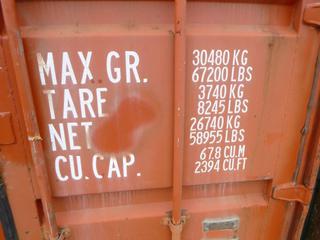 MAX. GR. 30480 KG
67200 LBS
TARE 3740 KG
8245 LBS
NET 26740 KG
58955 LBS
CU. CAP. 67.8 CU.M
2394 CU.FT